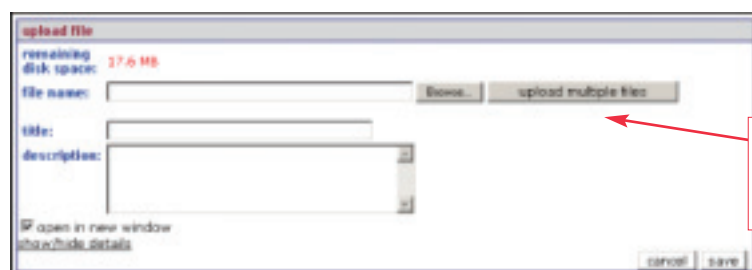 upload file
remaining
disk space: 17.6 MB
file name: Browse... upload multiple files
title:
description:
open in new window
show/hide details
cancel save